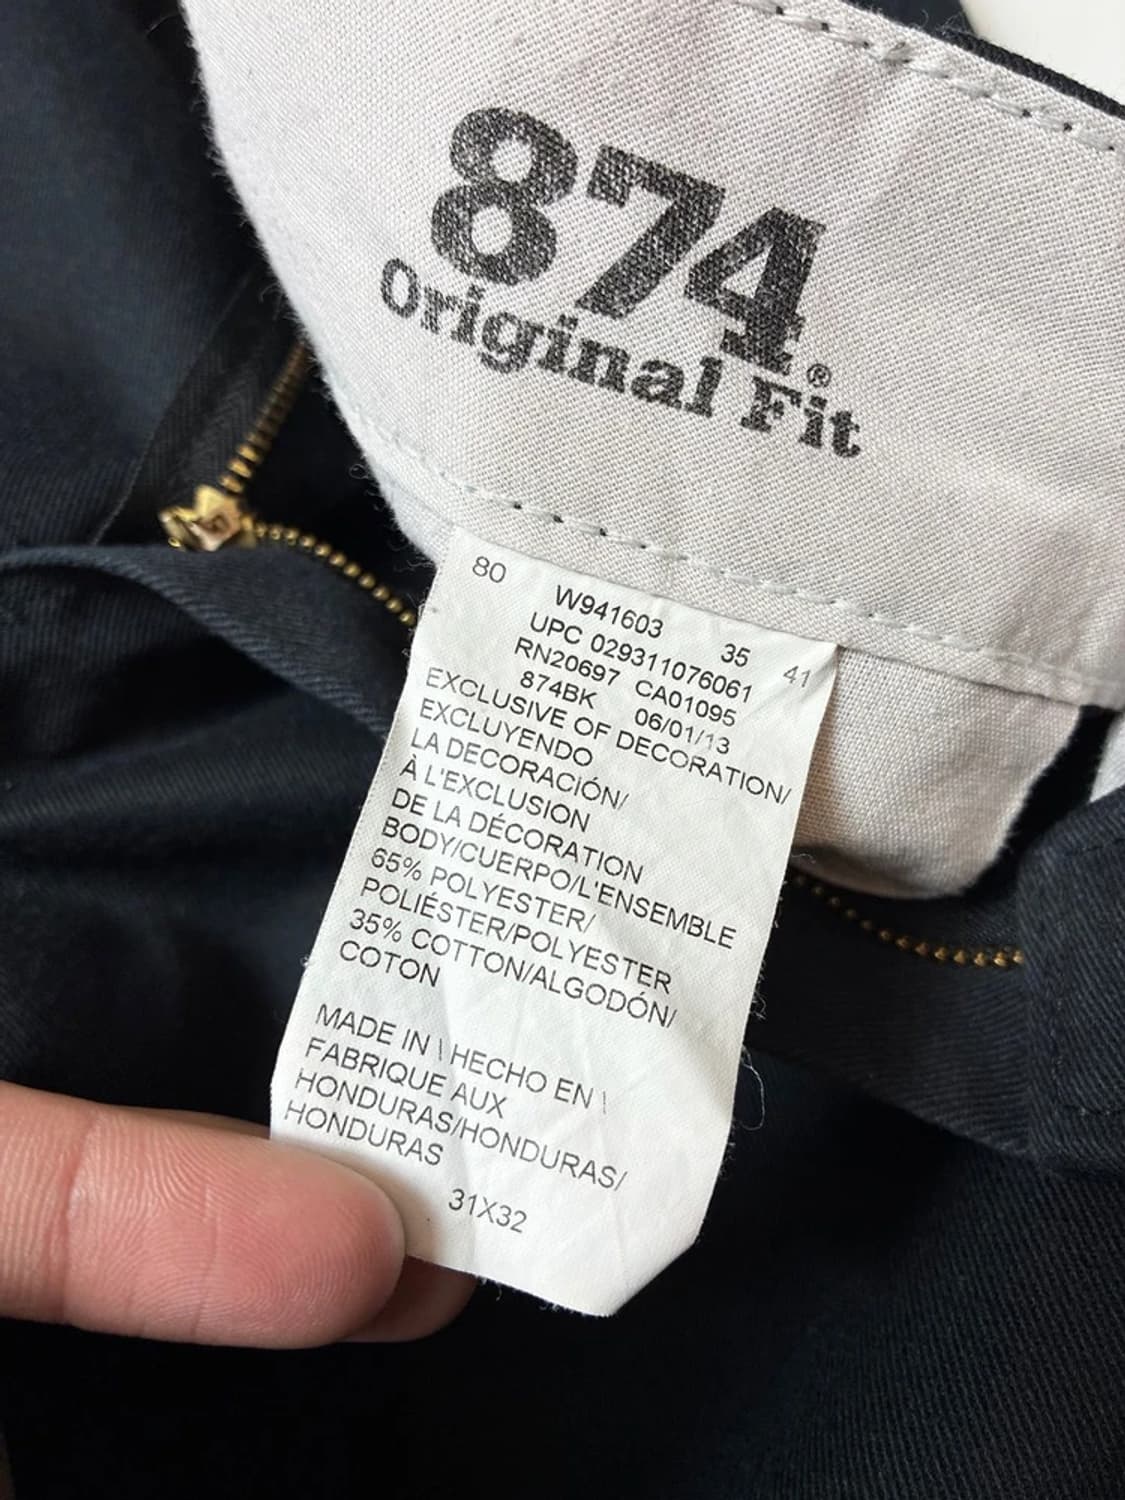 874®
Original Fit
80 W941603 35 41
UPC 029311076061
RN20697 CA01095
874BK 06/01/13
EXCLUSIVE OF DECORATION/
EXCLUYENDO
LA DECORACIÓN/
À L'EXCLUSION
DE LA DÉCORATION
BODY/CUERPO/L'ENSEMBLE
65% POLYESTER/
POLIÉSTER/POLYESTER
35% COTTON/ALGODÓN/
COTON
MADE IN \ HECHO EN \
FABRIQUE AUX
HONDURAS/HONDURAS/
HONDURAS
31X32